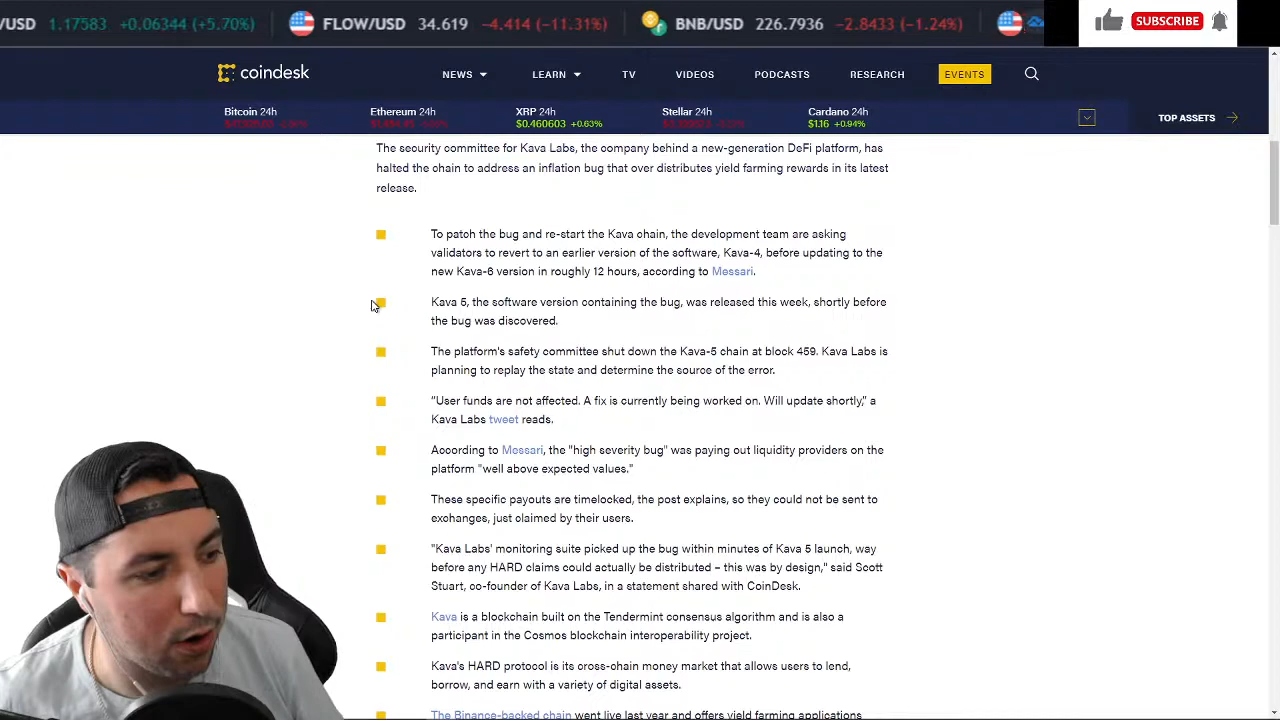 /USD 1.17583 +0.06344 (+5.70%) FLOW/USD 34.619 -4,414 (-11.31%) BNB/USD 226.7936 -2.8433 (-1.24%)
SUBSCRIBE
coindesk NEWS LEARN TV VIDEOS PODCASTS RESEARCH EVENTS
Bitcoin 24h Ethereum 24h XRP 24h Stellar 24h Cardano 24h
$0.460603 +0.63% $1.16 +0.94%
TOP ASSETS
The security committee for Kava Labs, the company behind a new-generation DeFi platform, has
halted the chain to address an inflation bug that over distributes yield farming rewards in its latest
release.
To patch the bug and re-start the Kava chain, the development team are asking
validators to revert to an earlier version of the software, Kava-4, before updating to the
new Kava-6 version in roughly 12 hours, according to Messari.
Kava 5, the software version containing the bug, was released this week, shortly before
the bug was discovered.
The platform's safety committee shut down the Kava-5 chain at block 459. Kava Labs is
planning to replay the state and determine the source of the error.
"User funds are not affected. A fix is currently being worked on. Will update shortly," a
Kava Labs tweet reads.
According to Messari, the "high severity bug" was paying out liquidity providers on the
platform "well above expected values."
These specific payouts are timelocked, the post explains, so they could not be sent to
exchanges, just claimed by their users.
"Kava Labs' monitoring suite picked up the bug within minutes of Kava 5 launch, way
before any HARD claims could actually be distributed – this was by design," said Scott
Stuart, co-founder of Kava Labs, in a statement shared with CoinDesk.
Kava is a blockchain built on the Tendermint consensus algorithm and is also a
participant in the Cosmos blockchain interoperability project.
Kava's HARD protocol is its cross-chain money market that allows users to lend,
borrow, and earn with a variety of digital assets.
The Binance-backed chain went live last year and offers yield farming applications